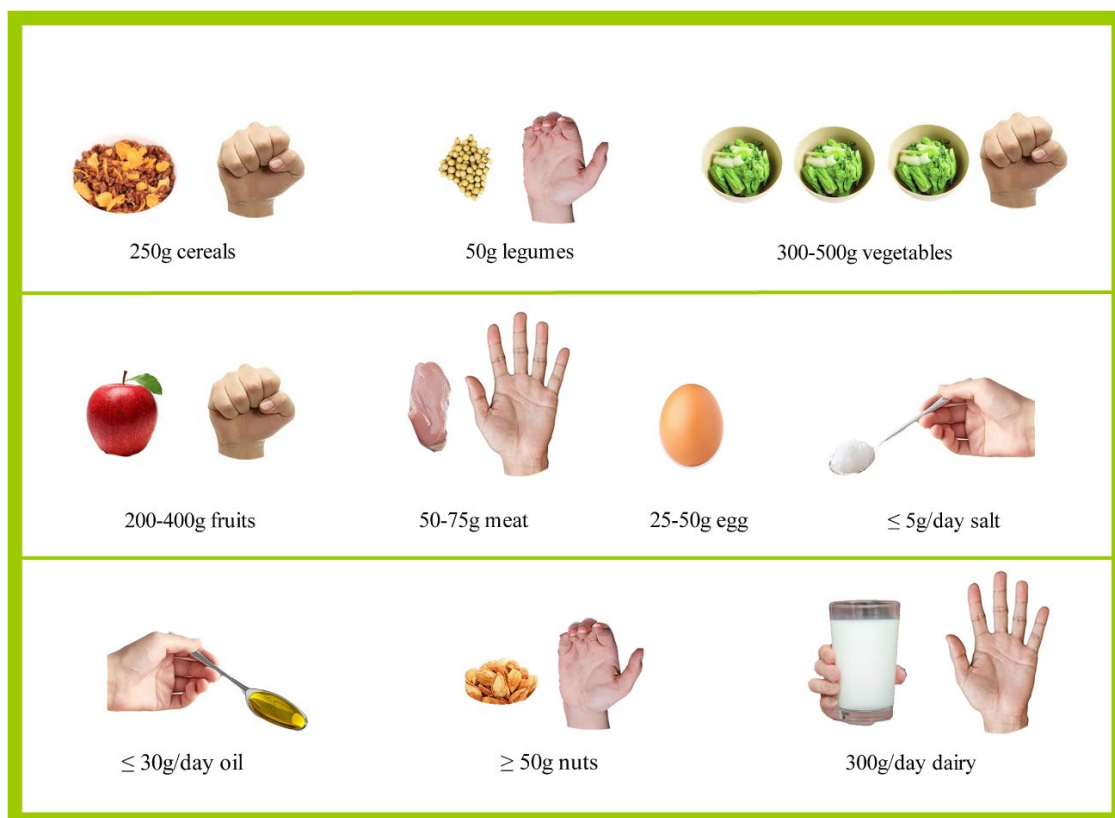 250g cereals
50g legumes
300-500g vegetables
200-400g fruits
50-75g meat
25-50g egg
≤ 5g/day salt
≤ 30g/day oil
≥ 50g nuts
300g/day dairy